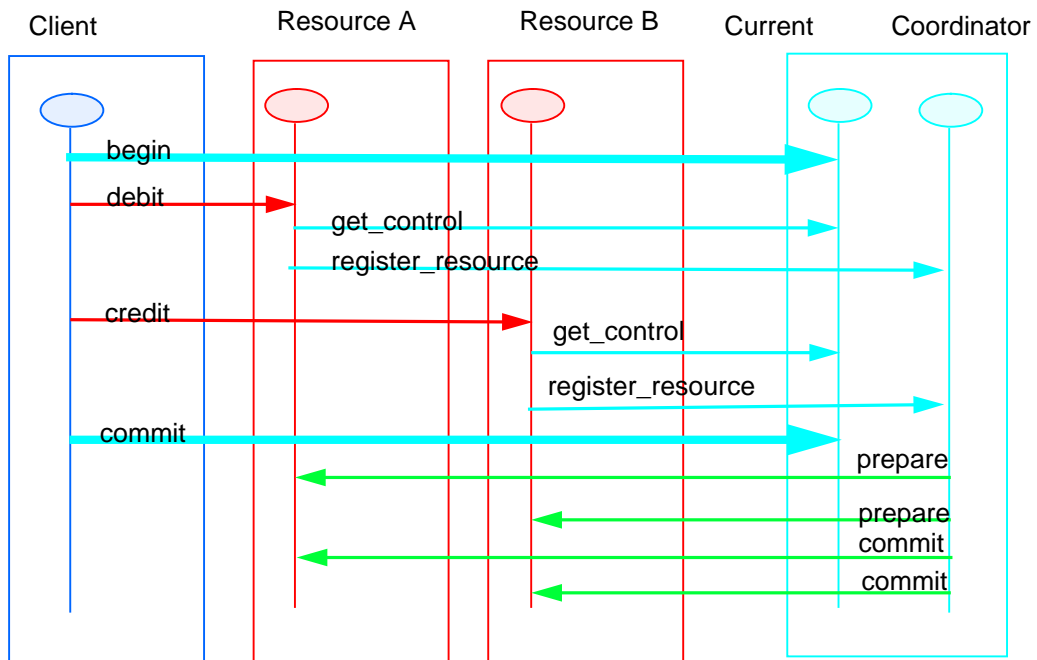 Client
Resource A
Resource B
Current
Coordinator
begin
debit
get_control
register_resource
credit
get_control
register_resource
commit
prepare
prepare
commit
commit